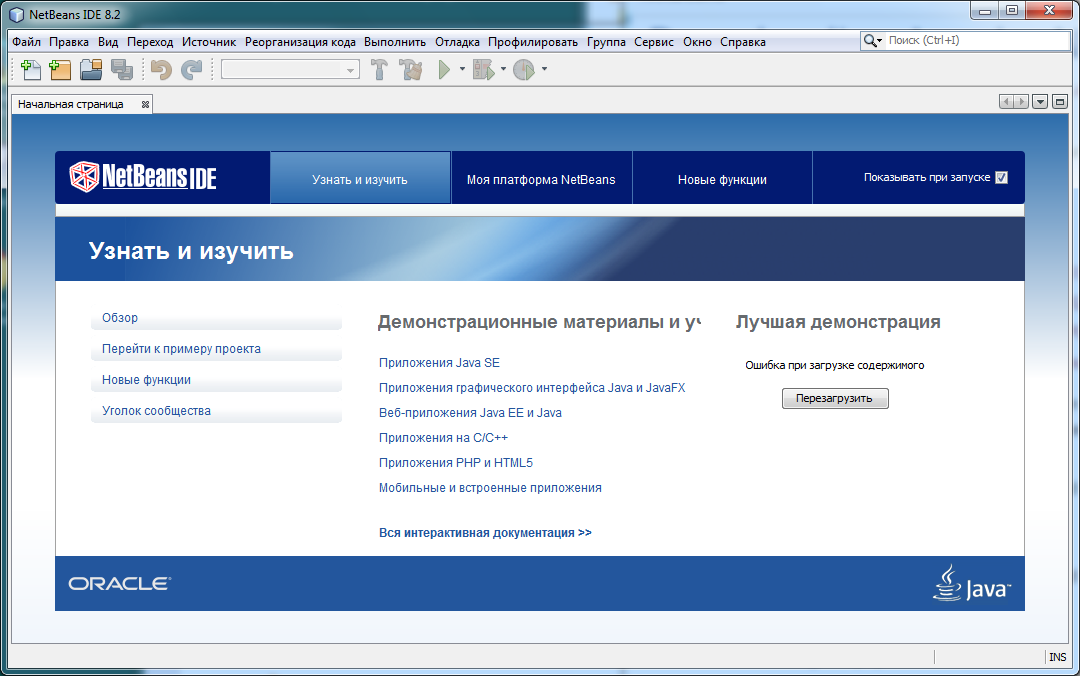 NetBeans IDE 8.2
Файл Правка Вид Переход Источник Реорганизация кода Выполнить Отладка Профилировать Группа Сервис Окно Справка
Поиск (Ctrl+I)
Начальная страница
NetBeans IDE
Узнать и изучить
Моя платформа NetBeans
Новые функции
Показывать при запуске
Узнать и изучить
Обзор
Перейти к примеру проекта
Новые функции
Уголок сообщества
Демонстрационные материалы и уч
Приложения Java SE
Приложения графического интерфейса Java и JavaFX
Веб-приложения Java EE и Java
Приложения на C/C++
Приложения PHP и HTML5
Мобильные и встроенные приложения
Вся интерактивная документация >>
Лучшая демонстрация
Ошибка при загрузке содержимого
Перезагрузить
ORACLE
Java™
INS